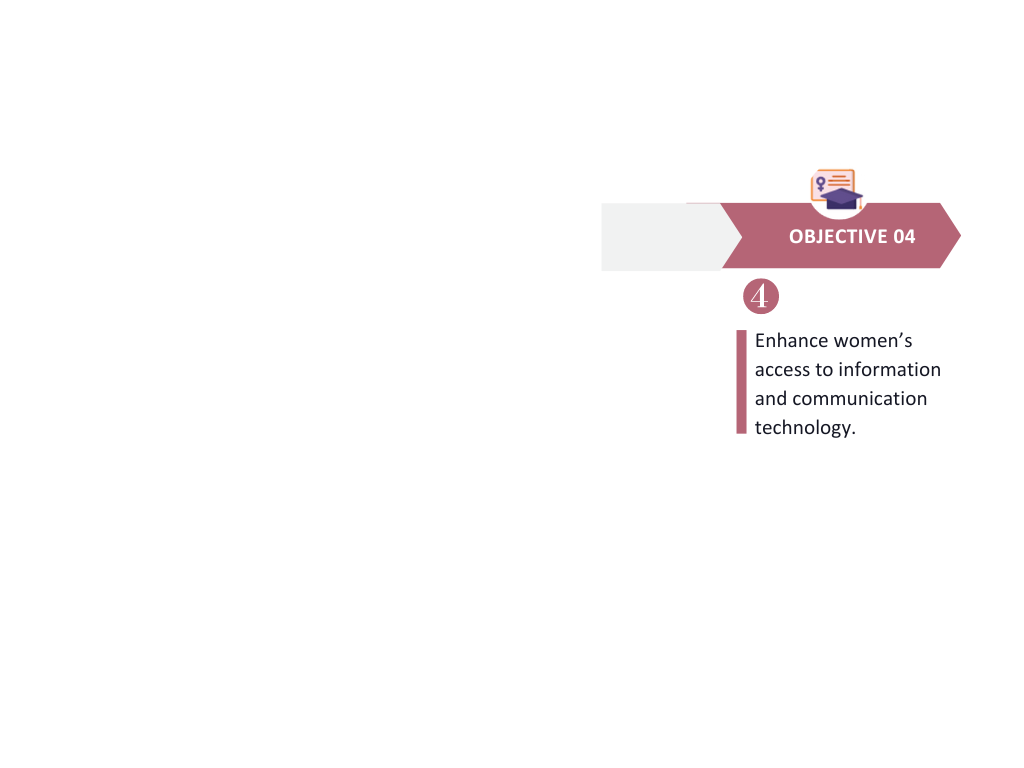 OBJECTIVE 04
4
Enhance women’s
access to information
and communication
technology.